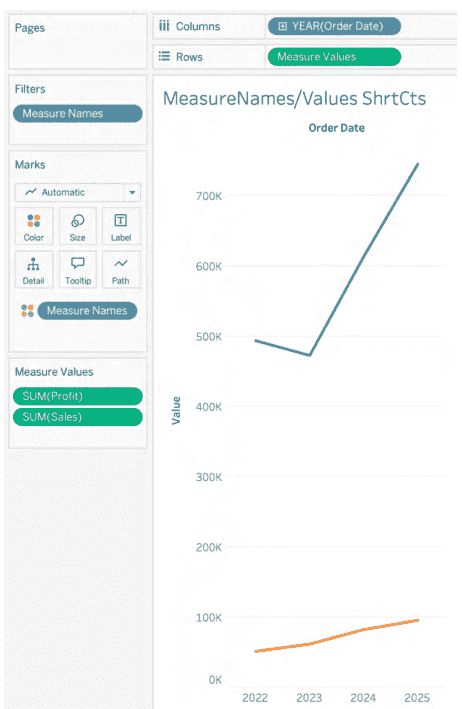 Pages
Columns
YEAR(Order Date)
Rows
Measure Values
Filters
Measure Names
Marks
Automatic
Color
Size
Label
Detail
Tooltip
Path
Measure Names
Measure Values
SUM(Profit)
SUM(Sales)
MeasureNames/Values ShrtCts
Order Date
Value
700K
600K
500K
400K
300K
200K
100K
0K
2022 2023 2024 2025